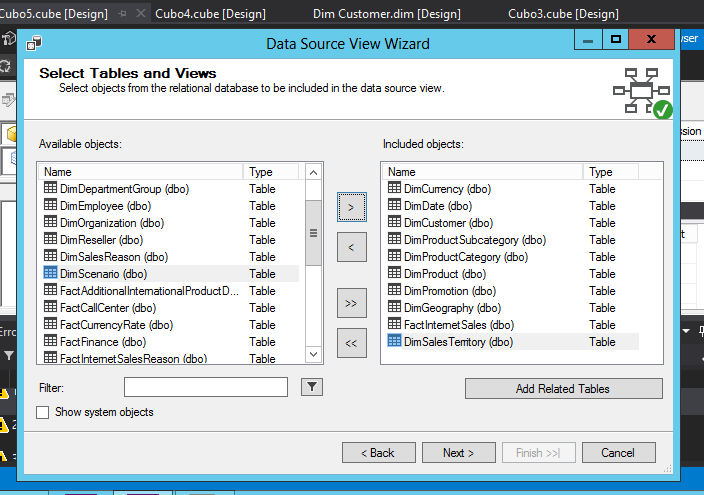 Cubo5.cube [Design]
Cubo4.cube [Design]
Dim Customer.dim [Design]
Cubo3.cube [Design]
Data Source View Wizard
Select Tables and Views
Select objects from the relational database to be included in the data source view.
Available objects:
Name Type
DimDepartmentGroup (dbo) Table
DimEmployee (dbo) Table
DimOrganization (dbo) Table
DimReseller (dbo) Table
DimSalesReason (dbo) Table
DimScenario (dbo) Table
FactAdditionalInternationalProductD... Table
FactCallCenter (dbo) Table
FactCurrencyRate (dbo) Table
FactFinance (dbo) Table
FactInternetSalesReason (dbo) Table
>
<
>>
<<
Included objects:
Name Type
DimCurrency (dbo) Table
DimDate (dbo) Table
DimCustomer (dbo) Table
DimProductSubcategory (dbo) Table
DimProductCategory (dbo) Table
DimProduct (dbo) Table
DimPromotion (dbo) Table
DimGeography (dbo) Table
FactInternetSales (dbo) Table
DimSalesTerritory (dbo) Table
Filter:
Add Related Tables
Show system objects
< Back
Next >
Finish >>|
Cancel